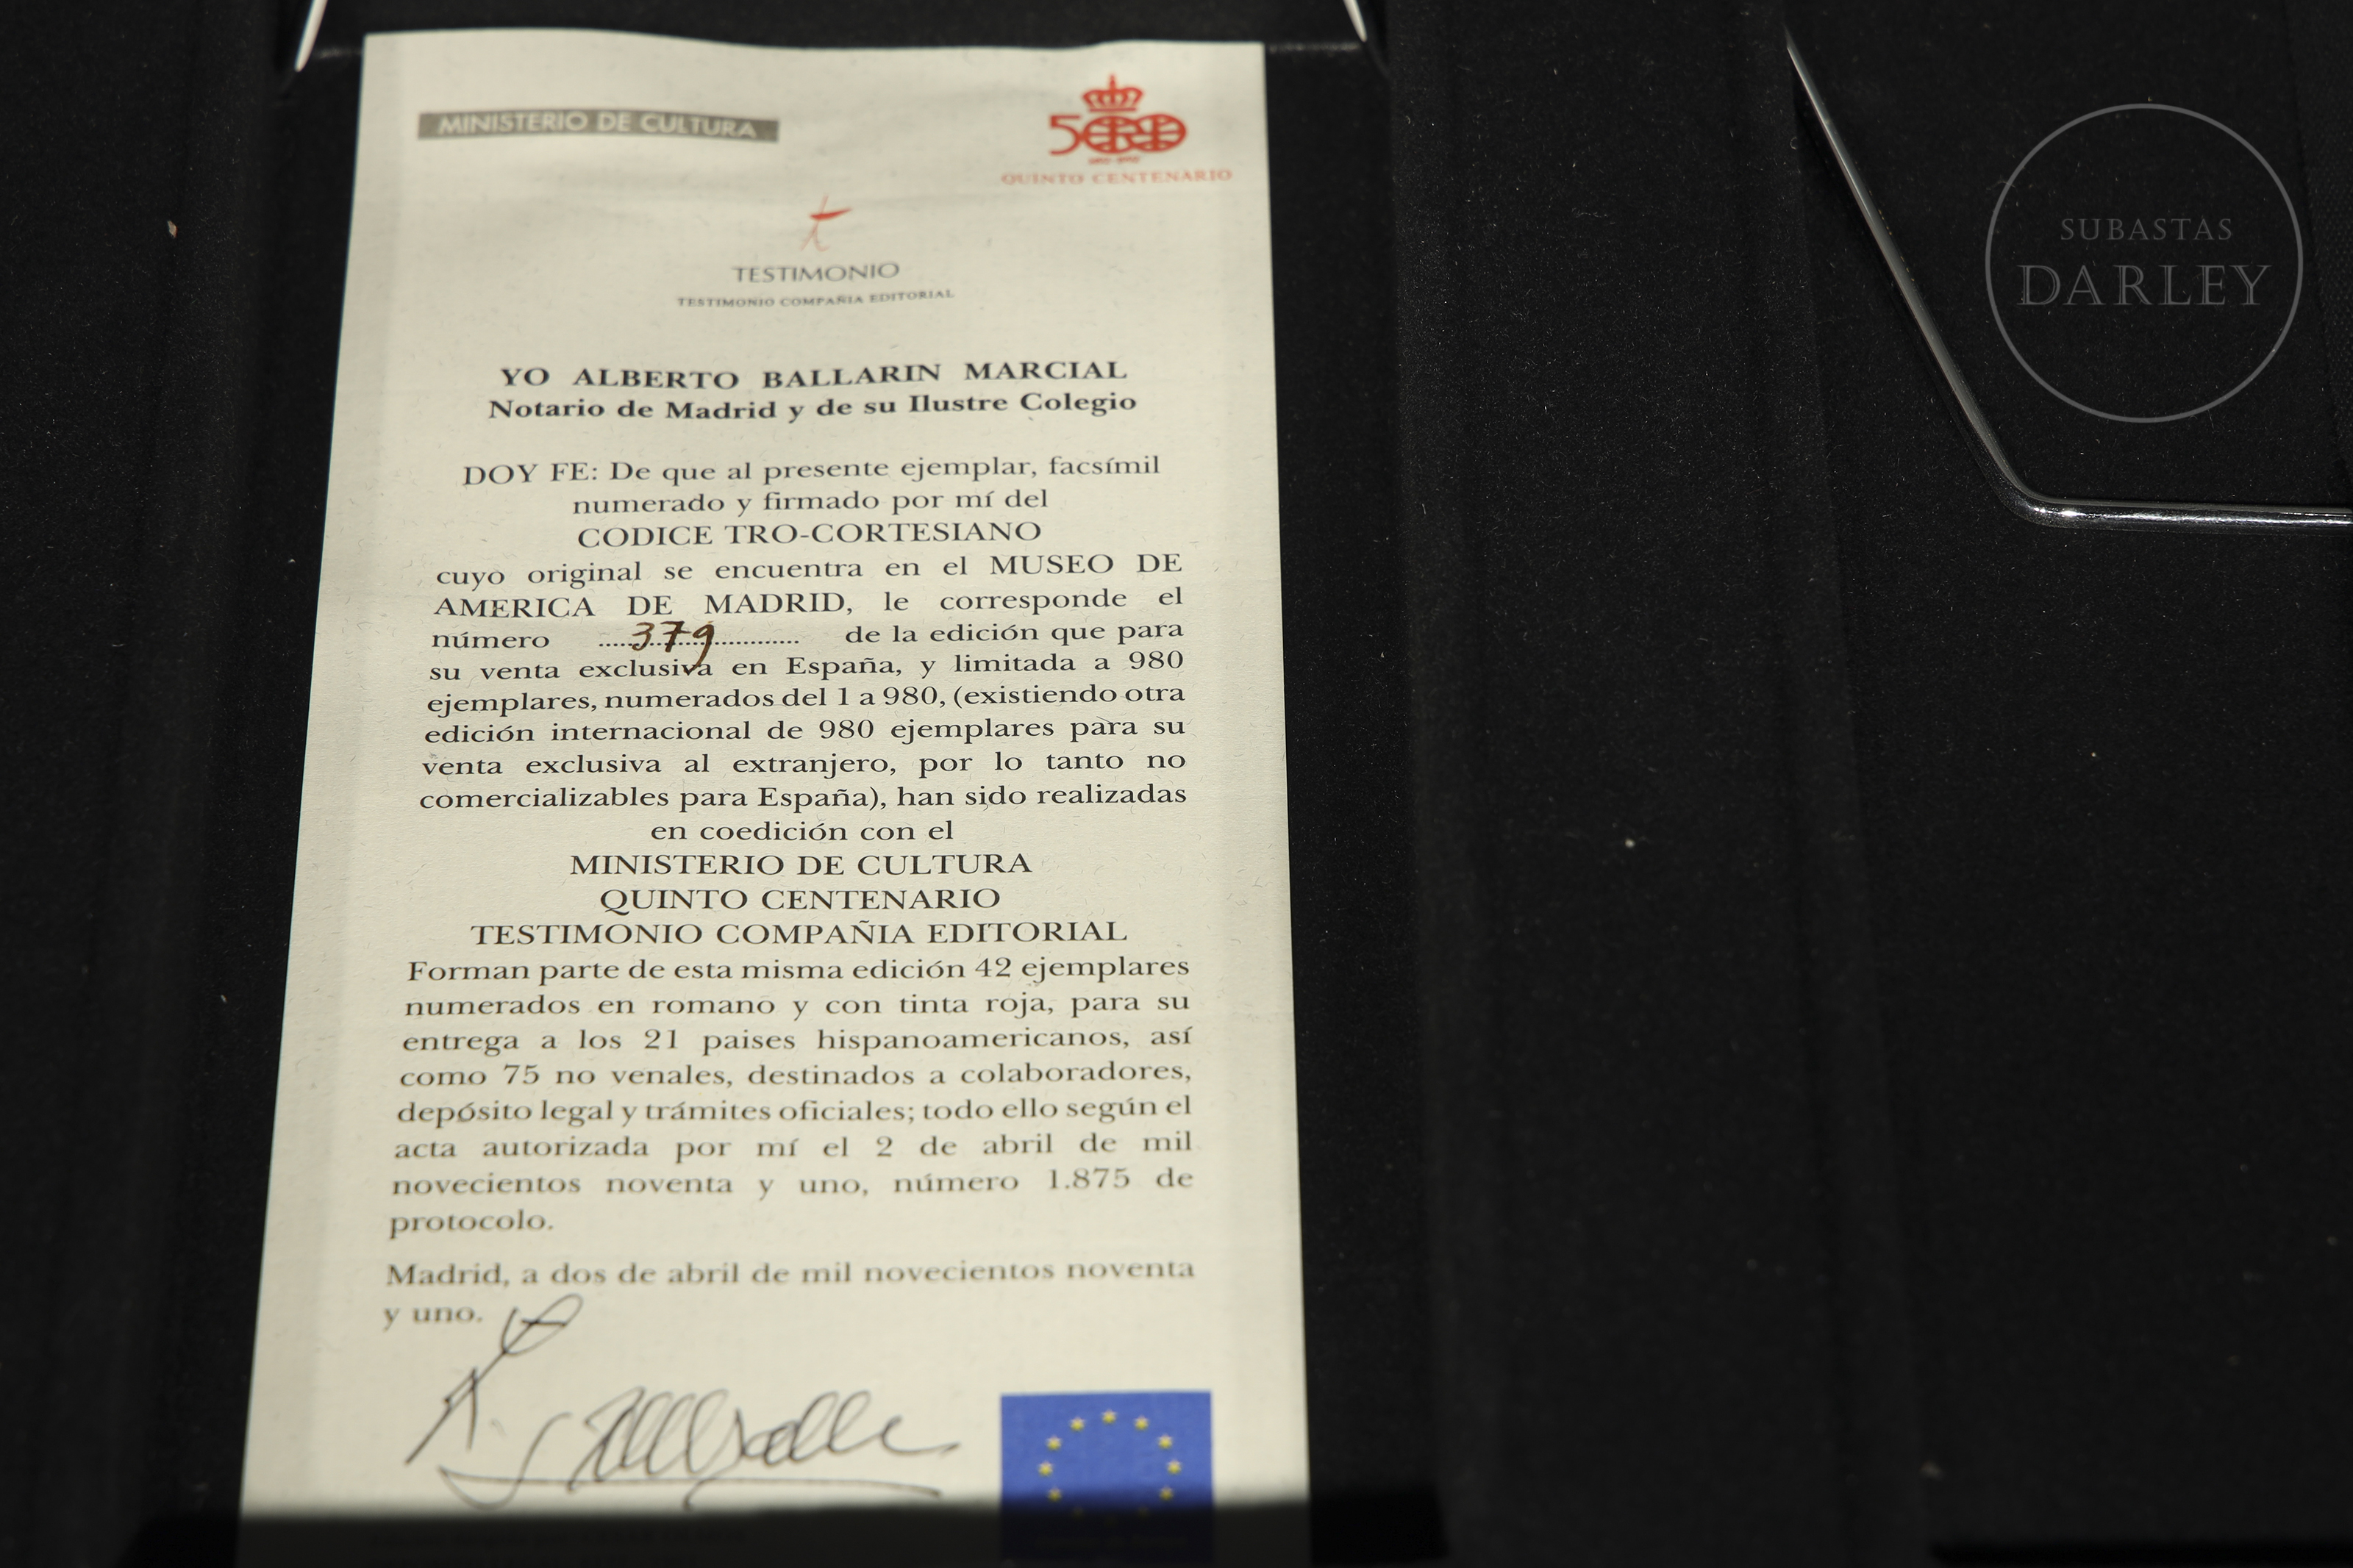 MINISTERIO DE CULTURA
500
QUINTO CENTENARIO
t
TESTIMONIO
TESTIMONIO COMPAÑIA EDITORIAL
YO ALBERTO BALLARIN MARCIAL
Notario de Madrid y de su Ilustre Colegio
DOY FE: De que al presente ejemplar, facsímil
numerado y firmado por mí del
CODICE TRO-CORTESIANO
cuyo original se encuentra en el MUSEO DE
AMERICA DE MADRID, le corresponde el
número 379 de la edición que para
su venta exclusiva en España, y limitada a 980
ejemplares, numerados del 1 a 980, (existiendo otra
edición internacional de 980 ejemplares para su
venta exclusiva al extranjero, por lo tanto no
comercializables para España), han sido realizadas
en coedición con el
MINISTERIO DE CULTURA
QUINTO CENTENARIO
TESTIMONIO COMPAÑIA EDITORIAL
Forman parte de esta misma edición 42 ejemplares
numerados en romano y con tinta roja, para su
entrega a los 21 paises hispanoamericanos, así
como 75 no venales, destinados a colaboradores,
depósito legal y trámites oficiales; todo ello según el
acta autorizada por mí el 2 de abril de mil
novecientos noventa y uno, número 1.875 de
protocolo.
Madrid, a dos de abril de mil novecientos noventa
y uno.
SUBASTAS
DARLEY